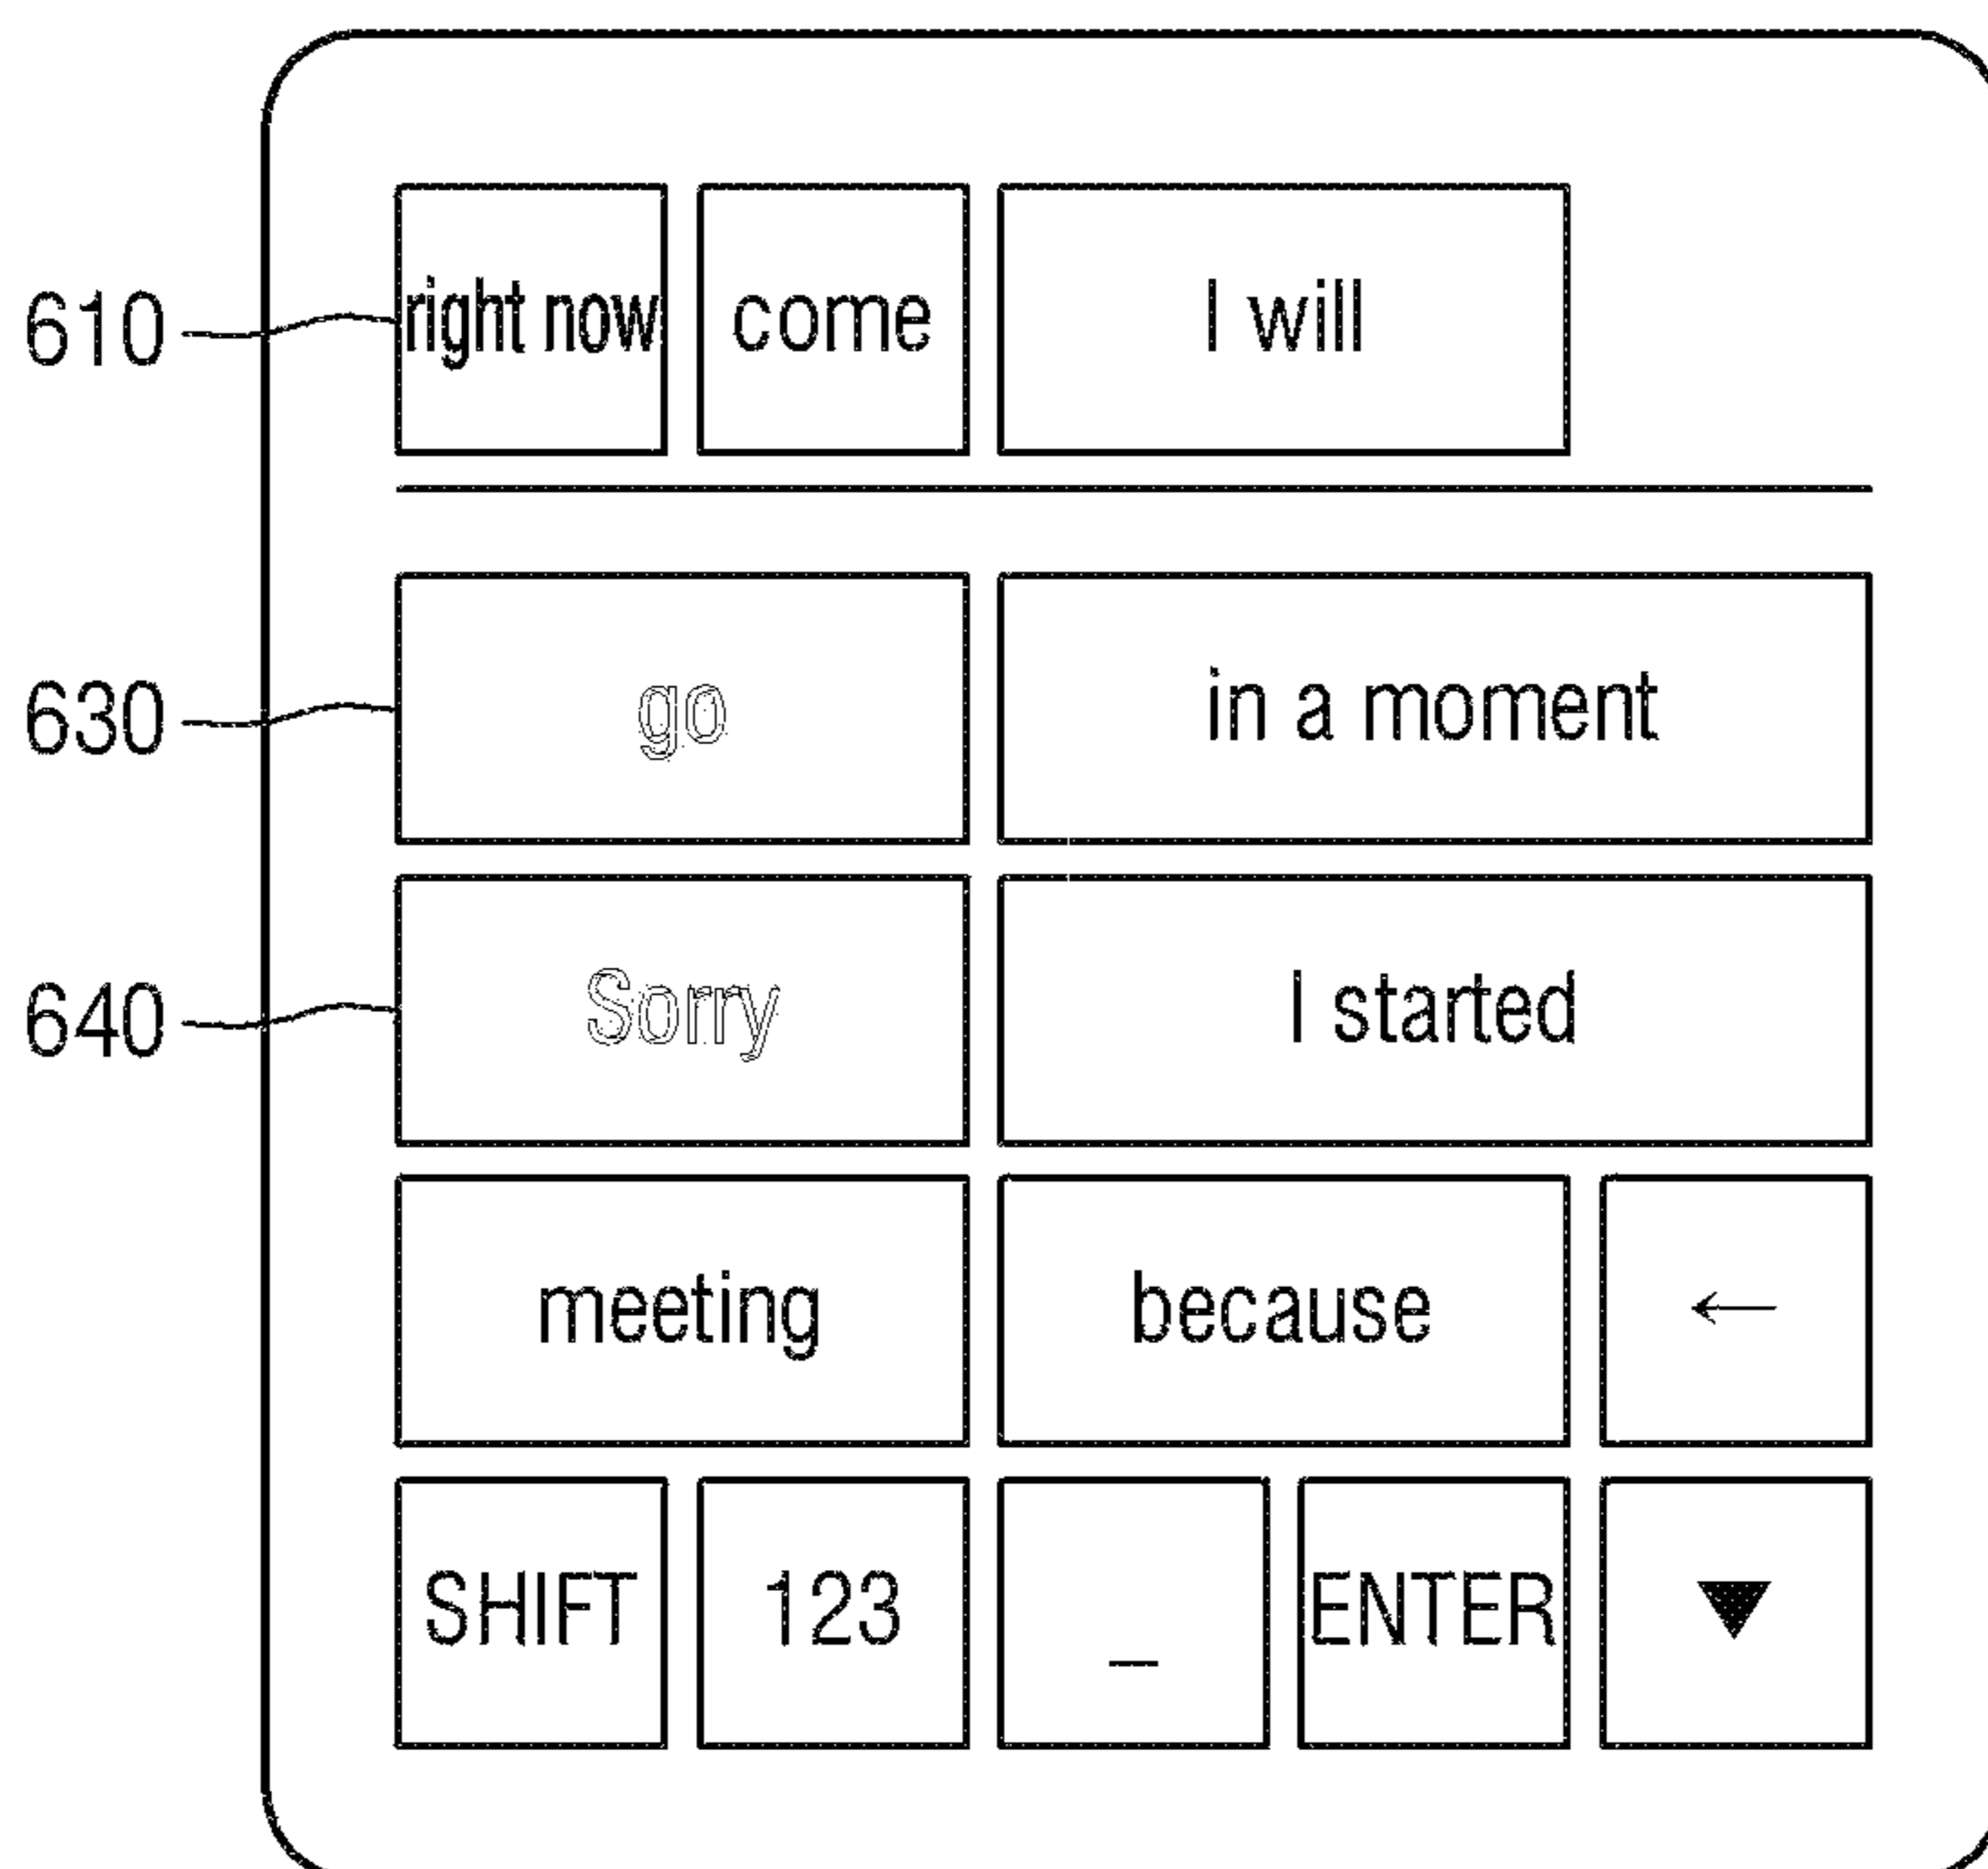 610 right now come I will
630 go in a moment
640 Sorry I started
meeting because ←
SHIFT 123 _ ENTER ▼